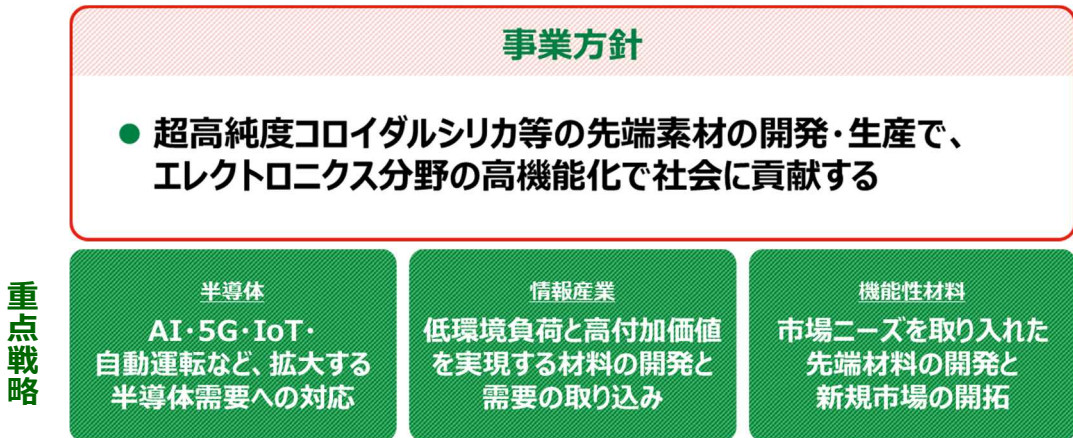 事業方針
● 超高純度コロイダルシリカ等の先端素材の開発・生産で、
エレクトロニクス分野の高機能化で社会に貢献する
重点戦略
半導体
AI・5G・IoT・
自動運転など、拡大する
半導体需要への対応
情報産業
低環境負荷と高付加価値
を実現する材料の開発と
需要の取り込み
機能性材料
市場ニーズを取り入れた
先端材料の開発と
新規市場の開拓